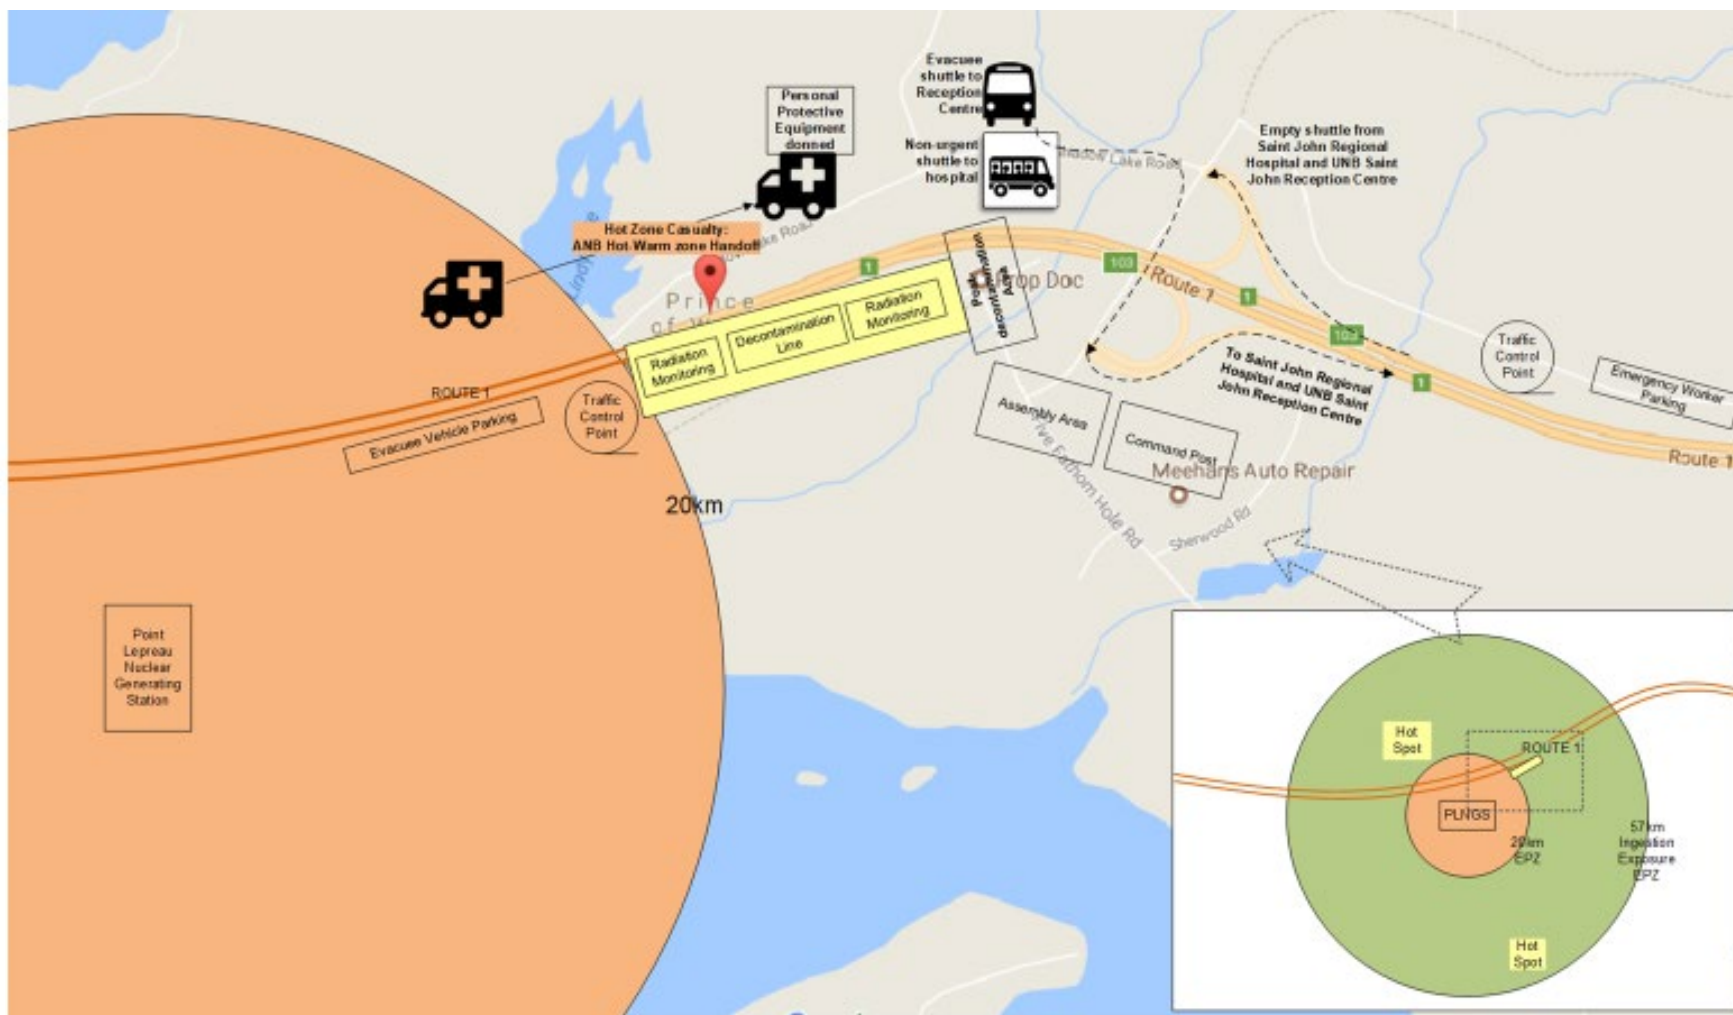 Evacuee
shuttle to
Reception
Centre
Personal
Protective
Equipment
donned
Non-urgent
shuttle to
hospital
Empty shuttle from
Saint John Regional
Hospital and UNB Saint
John Reception Centre
Lake Road
Hot Zone Casualty:
ANB Hot-Warm zone Handoff
Road
Prince
of
1
Post
decontamination
Area
Prop Doc
103
Route 1
1
103
1
Radiation
Monitoring
Decontamination
Line
Radiation
Monitoring
Traffic
Control
Point
Emergency Worker
Parking
To Saint John Regional
Hospital and UNB Saint
John Reception Centre
ROUTE 1
Evacuee Vehicle Parking
Traffic
Control
Point
Assembly Area
Command Post
Meehans Auto Repair
Route 1
Five Fathom Hole Rd
Sherwood Rd
20km
Point
Lepreau
Nuclear
Generating
Station
Hot
Spot
ROUTE 1
PLNGS
20km
EPZ
57km
Ingestion
Exposure
EPZ
Hot
Spot